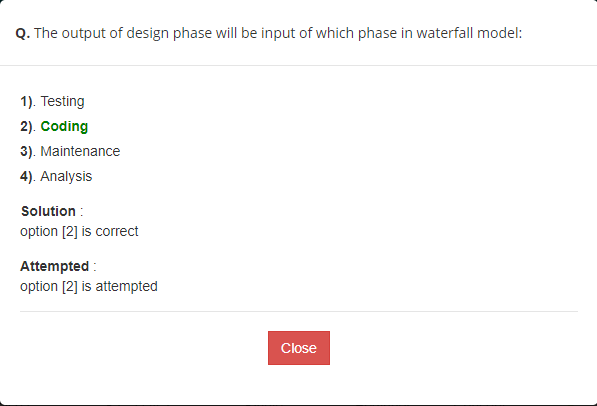 Q. The output of design phase will be input of which phase in waterfall model:
1). Testing
2). Coding
3). Maintenance
4). Analysis
Solution :
option [2] is correct
Attempted :
option [2] is attempted
Close